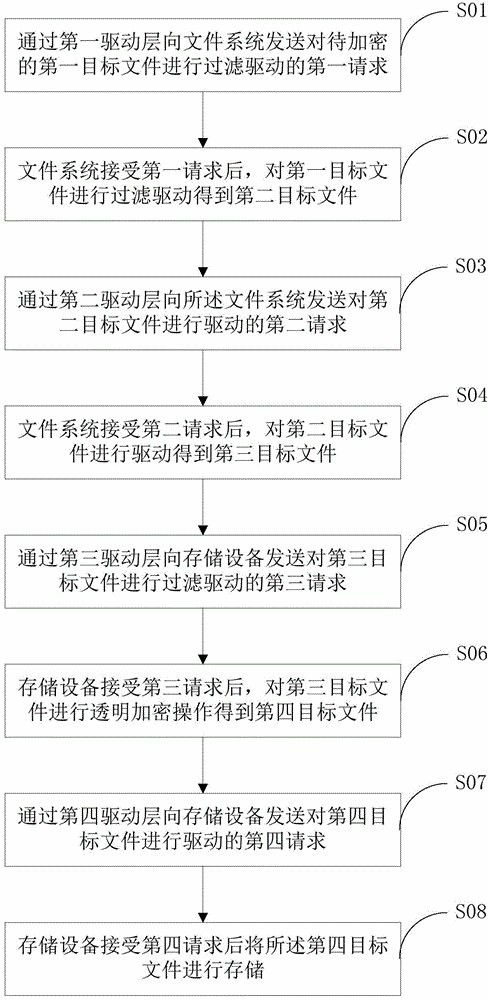 S01
通过第一驱动层向文件系统发送对待加密
的第一目标文件进行过滤驱动的第一请求
S02
文件系统接受第一请求后，对第一目标文
件进行过滤驱动得到第二目标文件
S03
通过第二驱动层向所述文件系统发送对第
二目标文件进行驱动的第二请求
S04
文件系统接受第二请求后，对第二目标文
件进行驱动得到第三目标文件
S05
通过第三驱动层向存储设备发送对第三目
标文件进行过滤驱动的第三请求
S06
存储设备接受第三请求后，对第三目标文
件进行透明加密操作得到第四目标文件
S07
通过第四驱动层向存储设备发送对第四目
标文件进行驱动的第四请求
S08
存储设备接受第四请求后将所述第四目标
文件进行存储